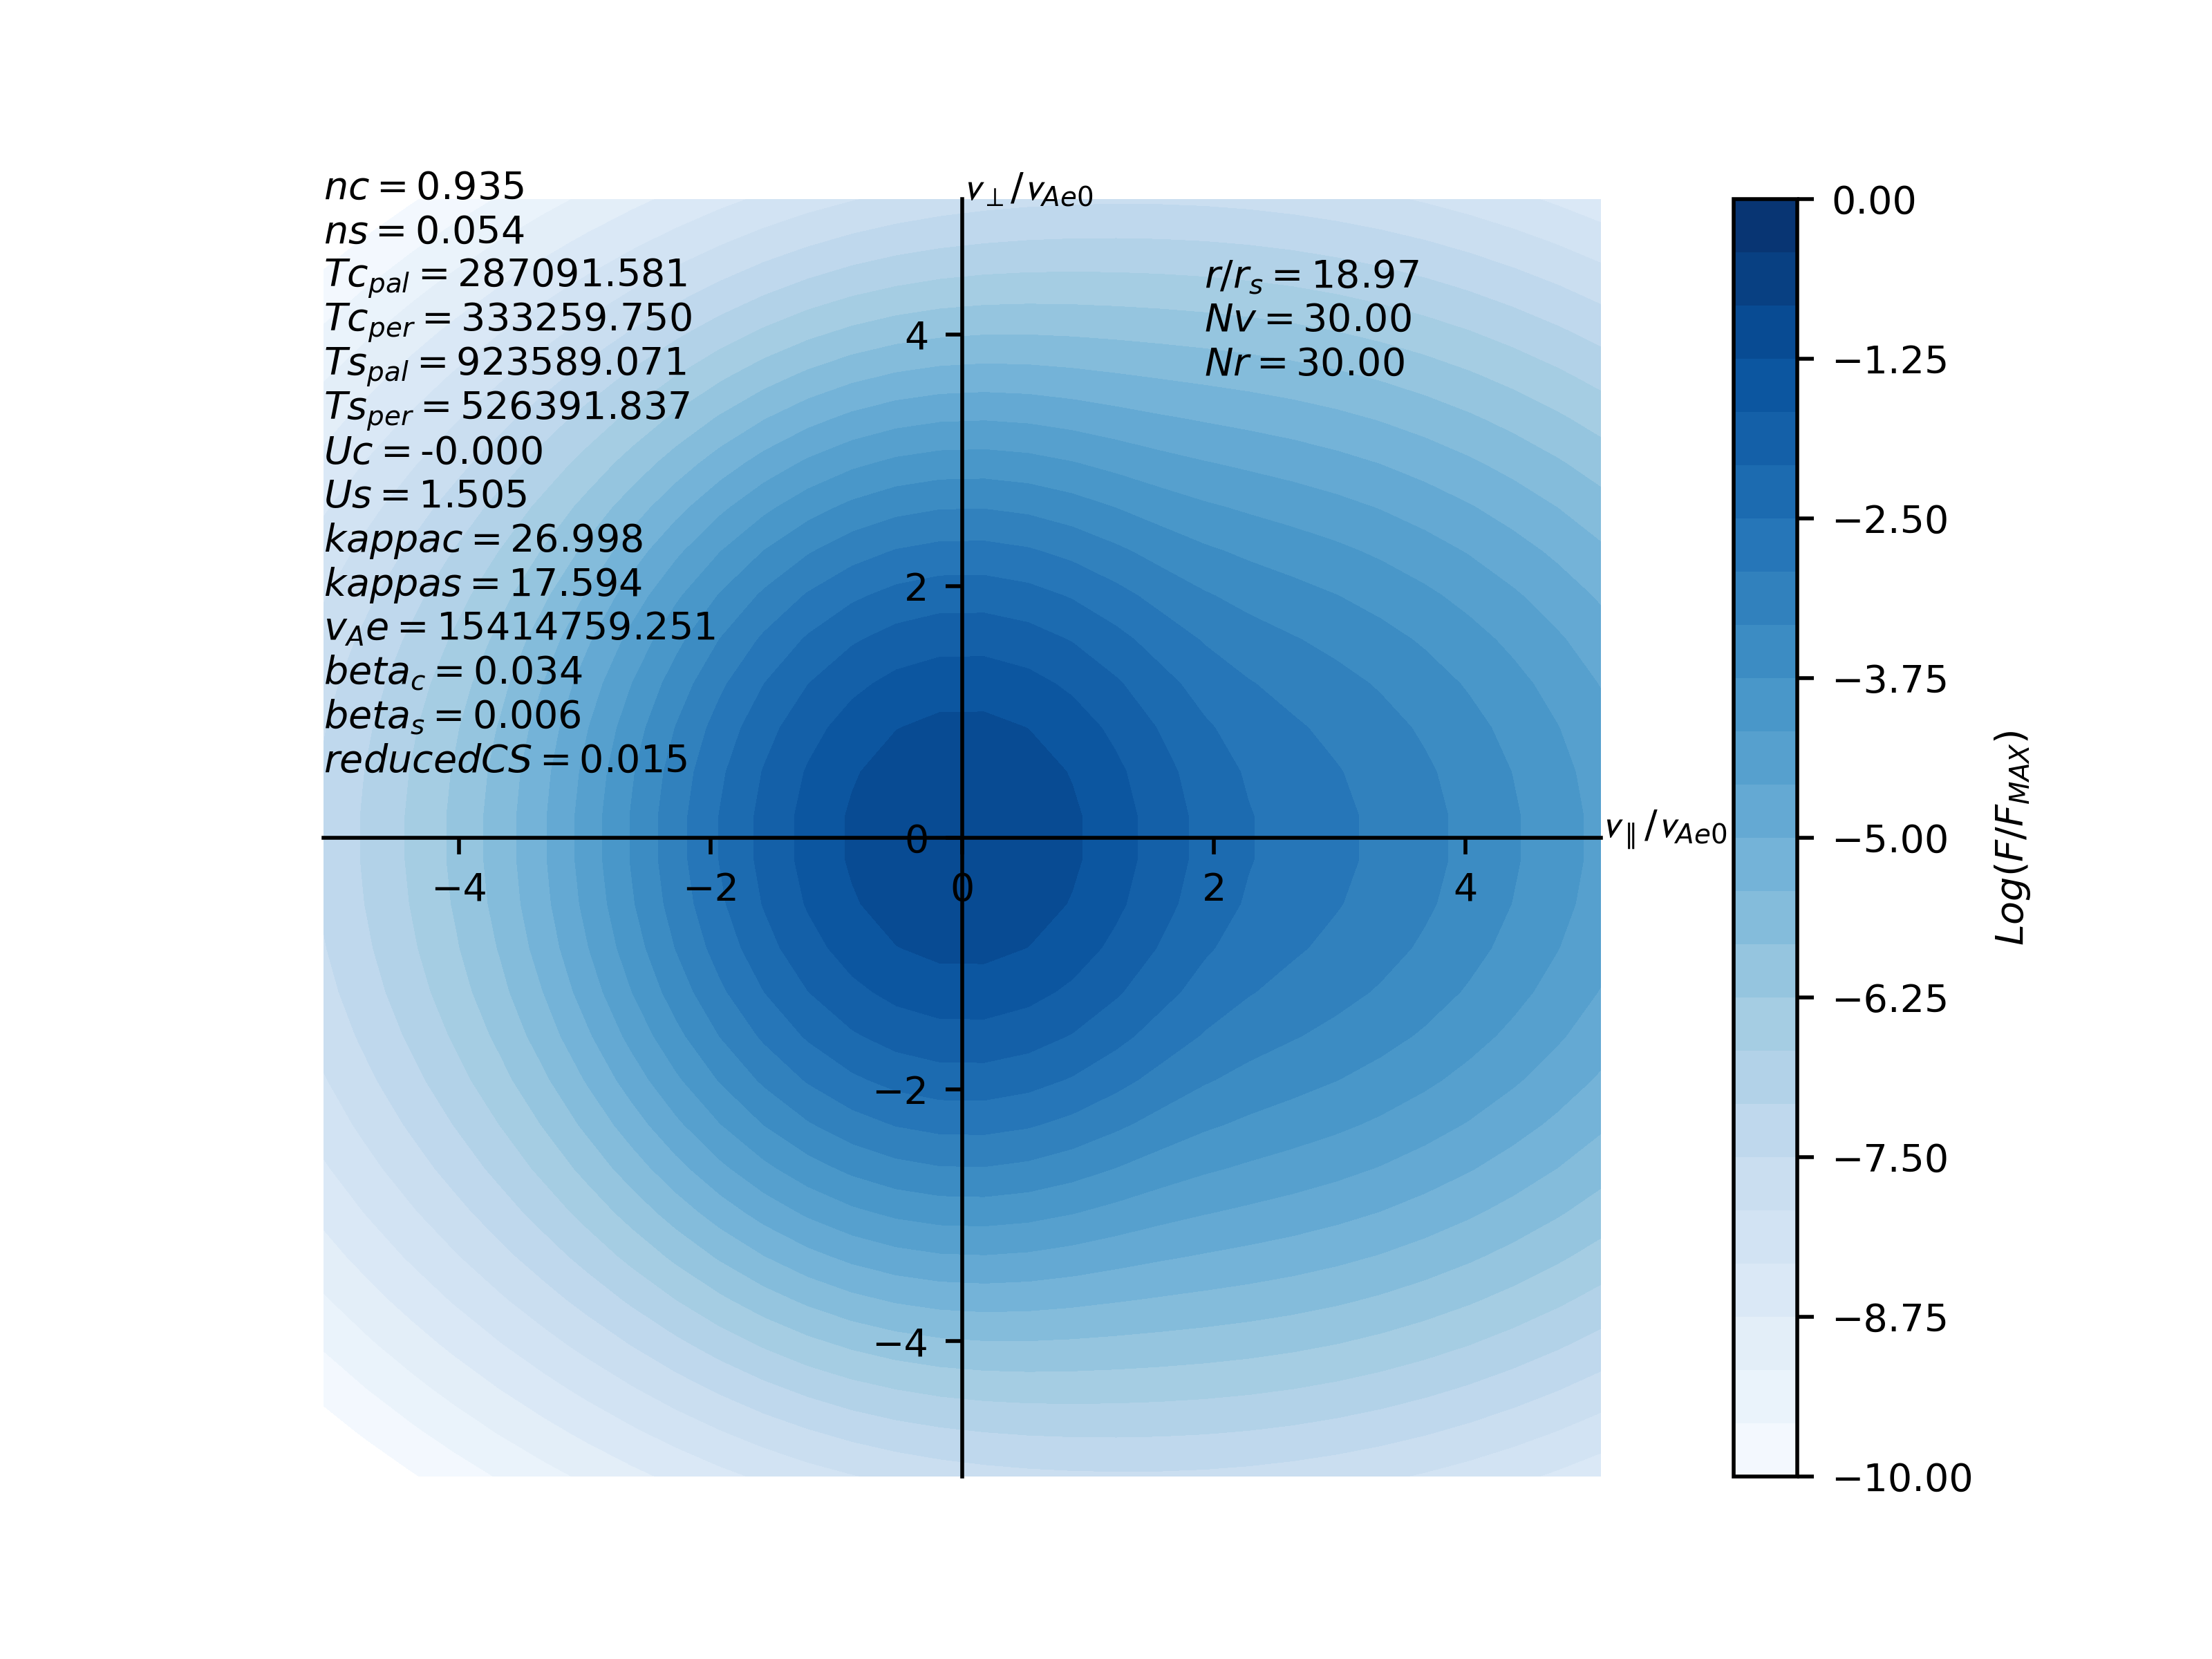 nc = 0.935
ns = 0.054
Tc_pal = 287091.581
Tc_per = 333259.750
Ts_pal = 923589.071
Ts_per = 526391.837
Uc = -0.000
Us = 1.505
kappac = 26.998
kappas = 17.594
v_Ae = 15414759.251
beta_c = 0.034
beta_s = 0.006
reducedCS = 0.015
v_⊥/v_Ae0
r/r_s = 18.97
Nv = 30.00
Nr = 30.00
4
2
0
−2
−4
−4 −2 0 2 4
v_∥/v_Ae0
0.00
−1.25
−2.50
−3.75
−5.00
−6.25
−7.50
−8.75
−10.00
Log(F/F_MAX)